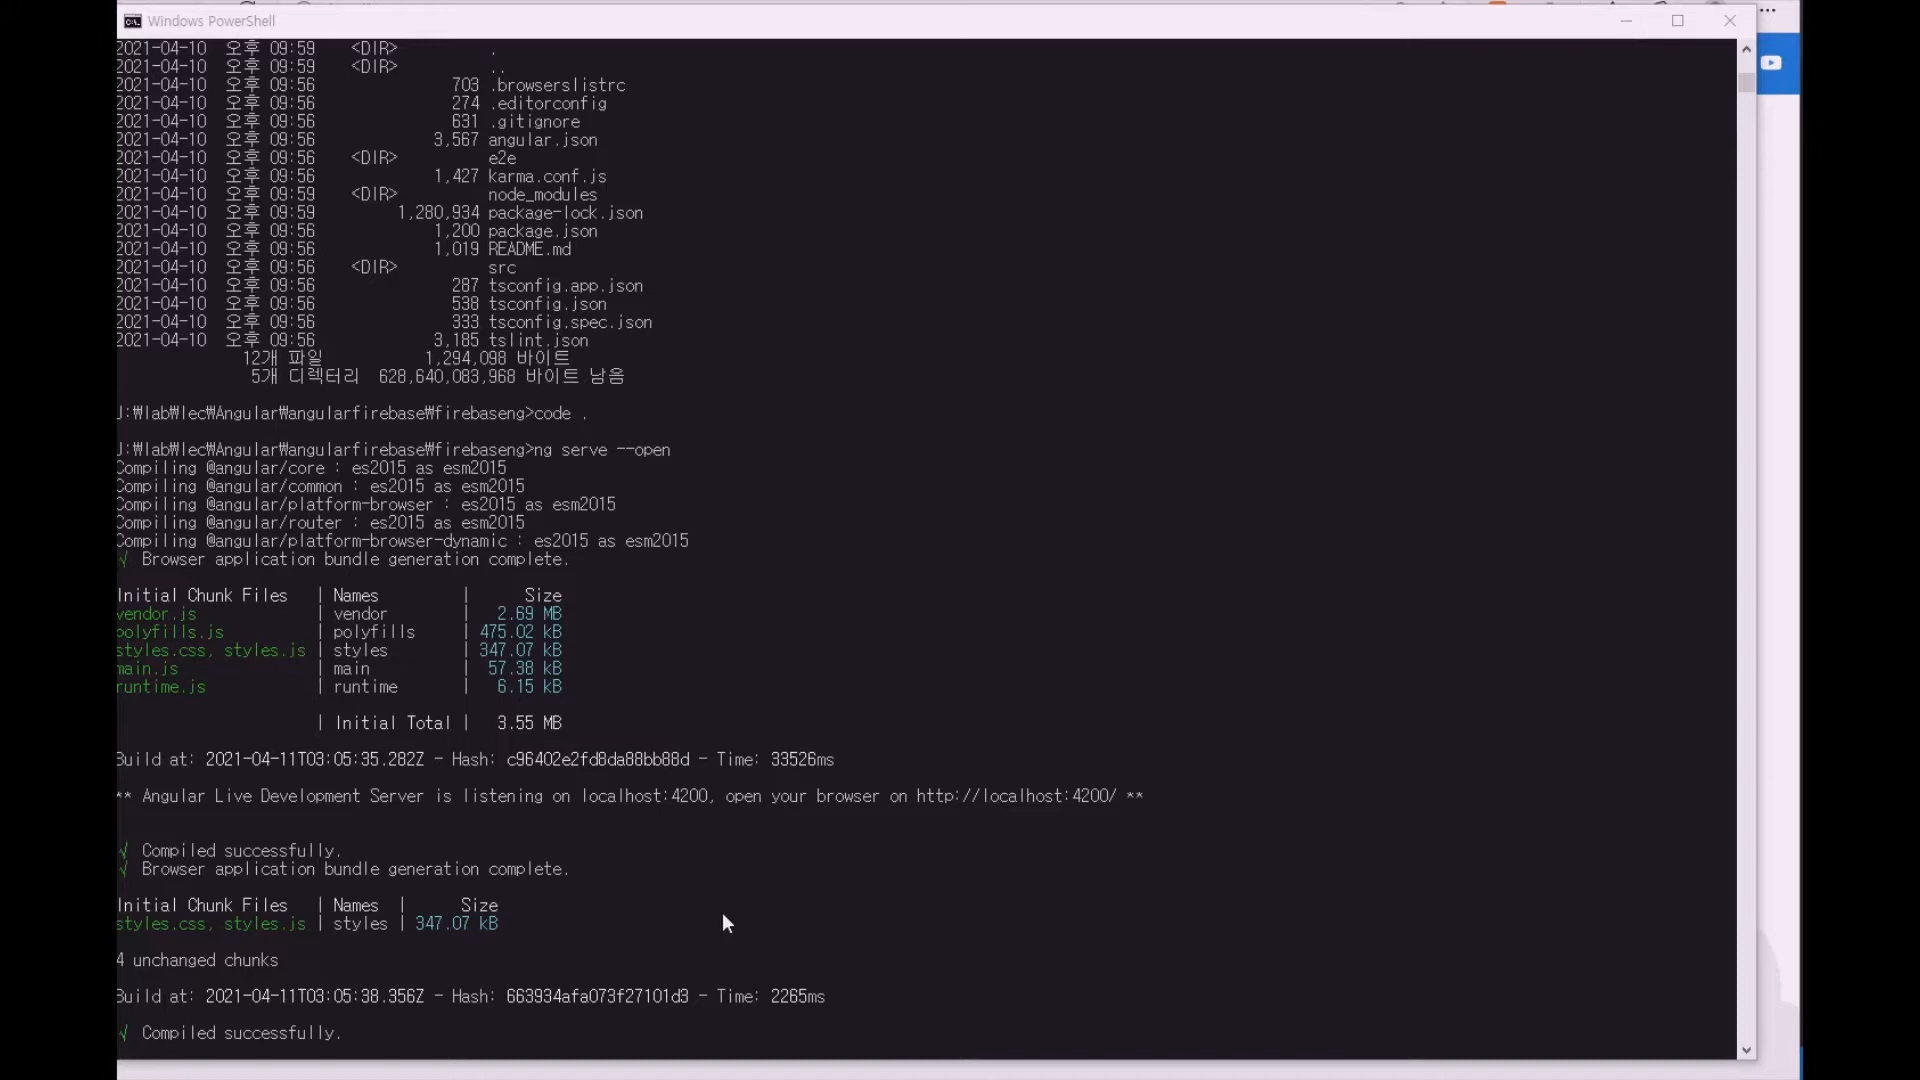 Windows PowerShell
2021-04-10 오후 09:59 <DIR> .
2021-04-10 오후 09:59 <DIR> ..
2021-04-10 오후 09:56 703 .browserslistrc
2021-04-10 오후 09:56 274 .editorconfig
2021-04-10 오후 09:56 631 .gitignore
2021-04-10 오후 09:56 3,567 angular.json
2021-04-10 오후 09:56 <DIR> e2e
2021-04-10 오후 09:56 1,427 karma.conf.js
2021-04-10 오후 09:59 <DIR> node_modules
2021-04-10 오후 09:59 1,280,934 package-lock.json
2021-04-10 오후 09:56 1,200 package.json
2021-04-10 오후 09:56 1,019 README.md
2021-04-10 오후 09:56 <DIR> src
2021-04-10 오후 09:56 287 tsconfig.app.json
2021-04-10 오후 09:56 538 tsconfig.json
2021-04-10 오후 09:56 333 tsconfig.spec.json
2021-04-10 오후 09:56 3,185 tslint.json
12개 파일 1,294,098 바이트
5개 디렉터리 628,640,083,968 바이트 남음
J:₩lab₩lec₩Angular₩angularfirebase₩firebaseng>code .
J:₩lab₩lec₩Angular₩angularfirebase₩firebaseng>ng serve --open
Compiling @angular/core : es2015 as esm2015
Compiling @angular/common : es2015 as esm2015
Compiling @angular/platform-browser : es2015 as esm2015
Compiling @angular/router : es2015 as esm2015
Compiling @angular/platform-browser-dynamic : es2015 as esm2015
√ Browser application bundle generation complete.
Initial Chunk Files | Names | Size
vendor.js | vendor | 2.69 MB
polyfills.js | polyfills | 475.02 kB
styles.css, styles.js | styles | 347.07 kB
main.js | main | 57.38 kB
runtime.js | runtime | 6.15 kB
| Initial Total | 3.55 MB
Build at: 2021-04-11T03:05:35.282Z - Hash: c96402e2fd8da88bb88d - Time: 33526ms
** Angular Live Development Server is listening on localhost:4200, open your browser on http://localhost:4200/ **
√ Compiled successfully.
√ Browser application bundle generation complete.
Initial Chunk Files | Names | Size
styles.css, styles.js | styles | 347.07 kB
4 unchanged chunks
Build at: 2021-04-11T03:05:38.356Z - Hash: 663934afa073f27101d3 - Time: 2265ms
√ Compiled successfully.